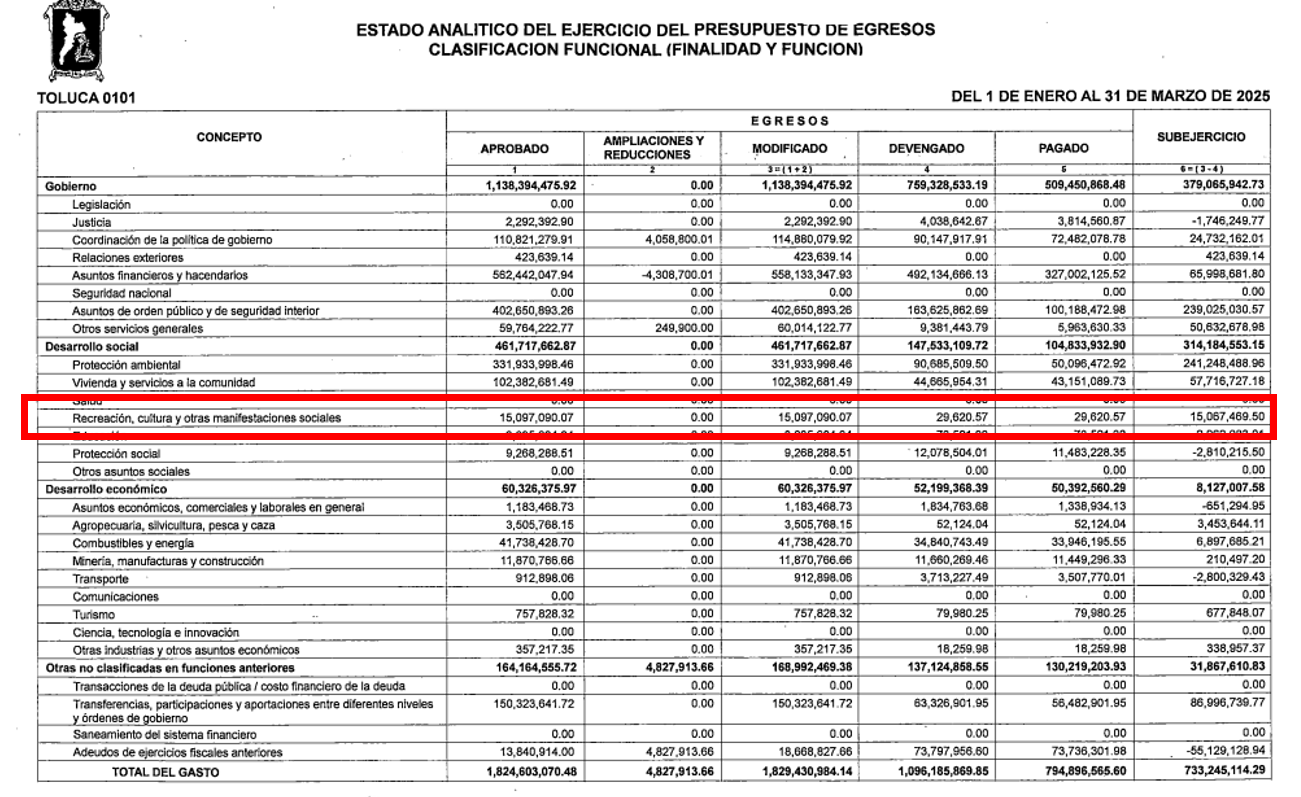 ESTADO ANALITICO DEL EJERCICIO DEL PRESUPUESTO DE EGRESOS
CLASIFICACION FUNCIONAL (FINALIDAD Y FUNCION)
TOLUCA 0101 DEL 1 DE ENERO AL 31 DE MARZO DE 2025
CONCEPTO EGRESOS SUBEJERCICIO
APROBADO AMPLIACIONES Y REDUCCIONES MODIFICADO DEVENGADO PAGADO
1 2 3=(1+2) 4 5 6=(3-4)
Gobierno 1,138,394,475.92 0.00 1,138,394,475.92 759,328,533.19 509,450,868.48 379,065,942.73
Legislación 0.00 0.00 0.00 0.00 0.00 0.00
Justicia 2,292,392.90 0.00 2,292,392.90 4,038,642.67 3,814,560.87 -1,746,249.77
Coordinación de la política de gobierno 110,821,279.91 4,058,800.01 114,880,079.92 90,147,917.91 72,482,078.78 24,732,162.01
Relaciones exteriores 423,639.14 0.00 423,639.14 0.00 0.00 423,639.14
Asuntos financieros y hacendarios 562,442,047.94 -4,308,700.01 558,133,347.93 492,134,666.13 327,002,125.52 65,998,681.80
Seguridad nacional 0.00 0.00 0.00 0.00 0.00 0.00
Asuntos de orden público y de seguridad interior 402,650,893.26 0.00 402,650,893.26 163,625,862.69 100,188,472.98 239,025,030.57
Otros servicios generales 59,764,222.77 249,900.00 60,014,122.77 9,381,443.79 5,963,630.33 50,632,678.98
Desarrollo social 461,717,662.87 0.00 461,717,662.87 147,533,109.72 104,833,932.90 314,184,553.15
Protección ambiental 331,933,998.46 0.00 331,933,998.46 90,685,509.50 50,096,472.92 241,248,488.96
Vivienda y servicios a la comunidad 102,382,681.49 0.00 102,382,681.49 44,665,954.31 43,151,089.73 57,716,727.18
Salud
Recreación, cultura y otras manifestaciones sociales 15,097,090.07 0.00 15,097,090.07 29,620.57 29,620.57 15,067,469.50
Protección social 9,268,288.51 0.00 9,268,288.51 12,078,504.01 11,483,228.35 -2,810,215.50
Otros asuntos sociales 0.00 0.00 0.00 0.00 0.00 0.00
Desarrollo económico 60,326,375.97 0.00 60,326,375.97 52,199,368.39 50,392,560.29 8,127,007.58
Asuntos económicos, comerciales y laborales en general 1,183,468.73 0.00 1,183,468.73 1,834,763.68 1,338,934.13 -651,294.95
Agropecuaria, silvicultura, pesca y caza 3,505,768.15 0.00 3,505,768.15 52,124.04 52,124.04 3,453,644.11
Combustibles y energía 41,738,428.70 0.00 41,738,428.70 34,840,743.49 33,946,195.55 6,897,685.21
Minería, manufacturas y construcción 11,870,766.66 0.00 11,870,766.66 11,660,269.46 11,449,296.33 210,497.20
Transporte 912,898.06 0.00 912,898.06 3,713,227.49 3,507,770.01 -2,800,329.43
Comunicaciones 0.00 0.00 0.00 0.00 0.00 0.00
Turismo 757,828.32 0.00 757,828.32 79,980.25 79,980.25 677,848.07
Ciencia, tecnología e innovación 0.00 0.00 0.00 0.00 0.00 0.00
Otras industrias y otros asuntos económicos 357,217.35 0.00 357,217.35 18,259.98 18,259.98 338,957.37
Otras no clasificadas en funciones anteriores 164,164,555.72 4,827,913.66 168,992,469.38 137,124,858.55 130,219,203.93 31,867,610.83
Transacciones de la deuda pública / costo financiero de la deuda 0.00 0.00 0.00 0.00 0.00 0.00
Transferencias, participaciones y aportaciones entre diferentes niveles 150,323,641.72 0.00 150,323,641.72 63,326,901.95 56,482,901.95 86,996,739.77
y órdenes de gobierno
Saneamiento del sistema financiero 0.00 0.00 0.00 0.00 0.00 0.00
Adeudos de ejercicios fiscales anteriores 13,840,914.00 4,827,913.66 18,668,827.66 73,797,956.60 73,736,301.98 -55,129,128.94
TOTAL DEL GASTO 1,824,603,070.48 4,827,913.66 1,829,430,984.14 1,096,185,869.85 794,896,565.60 733,245,114.29